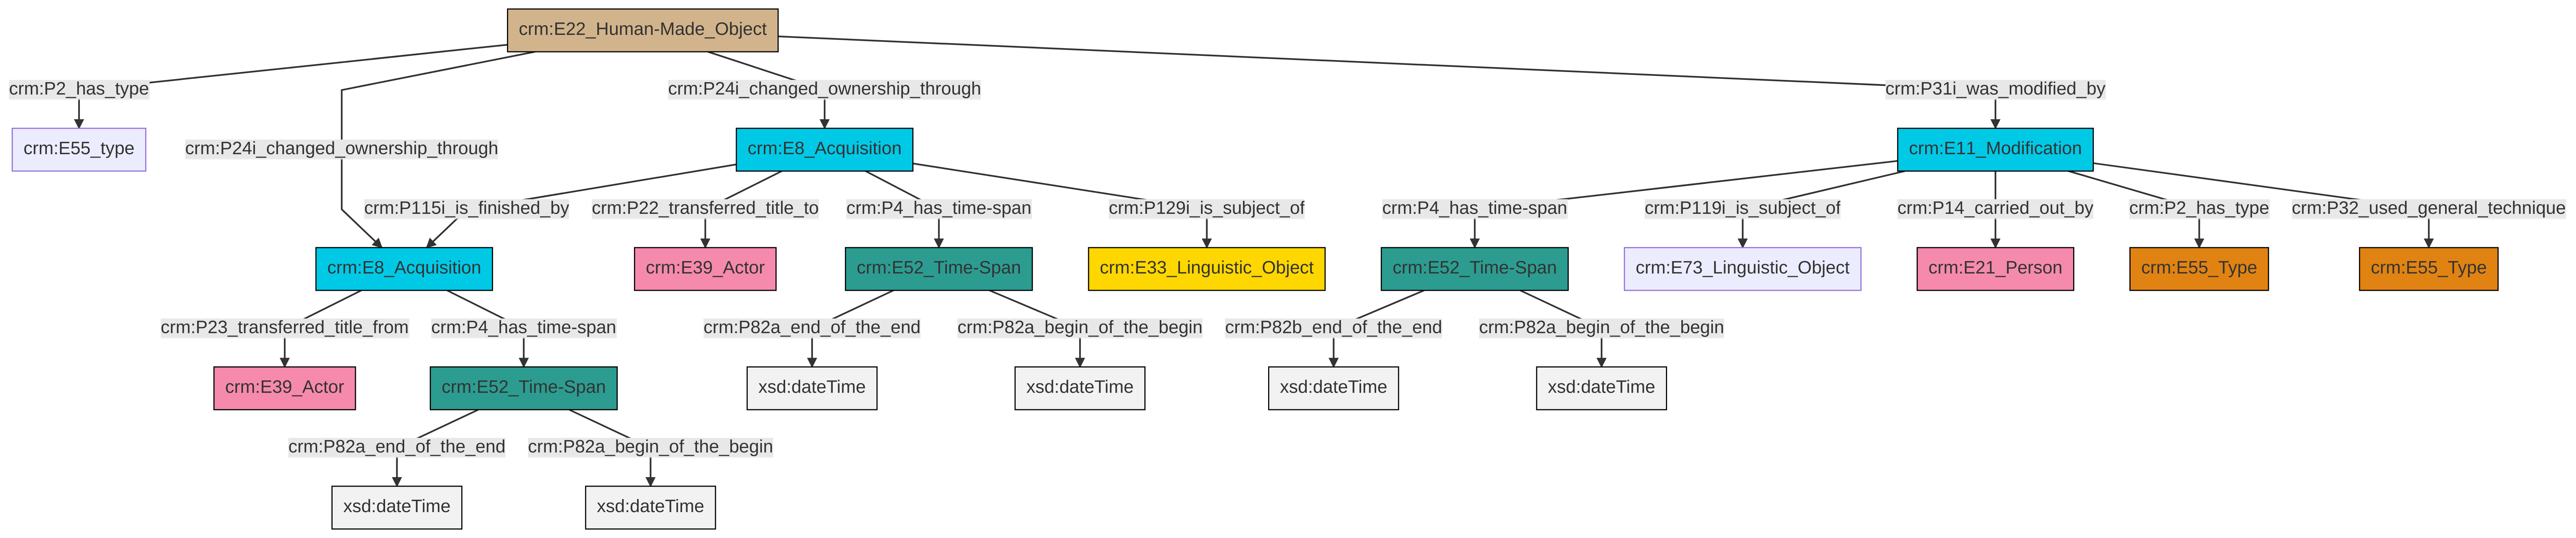 crm:E22_Human-Made_Object
crm:P2_has_type
crm:P24i_changed_ownership_through
crm:P31i_was_modified_by
crm:E55_type
crm:P24i_changed_ownership_through
crm:E8_Acquisition
crm:E11_Modification
crm:P115i_is_finished_by
crm:P22_transferred_title_to
crm:P4_has_time-span
crm:P129i_is_subject_of
crm:P4_has_time-span
crm:P119i_is_subject_of
crm:P14_carried_out_by
crm:P2_has_type
crm:P32_used_general_technique
crm:E8_Acquisition
crm:E39_Actor
crm:E52_Time-Span
crm:E33_Linguistic_Object
crm:E52_Time-Span
crm:E73_Linguistic_Object
crm:E21_Person
crm:E55_Type
crm:E55_Type
crm:P23_transferred_title_from
crm:P4_has_time-span
crm:P82a_end_of_the_end
crm:P82a_begin_of_the_begin
crm:P82b_end_of_the_end
crm:P82a_begin_of_the_begin
crm:E39_Actor
crm:E52_Time-Span
xsd:dateTime
xsd:dateTime
xsd:dateTime
xsd:dateTime
crm:P82a_end_of_the_end
crm:P82a_begin_of_the_begin
xsd:dateTime
xsd:dateTime